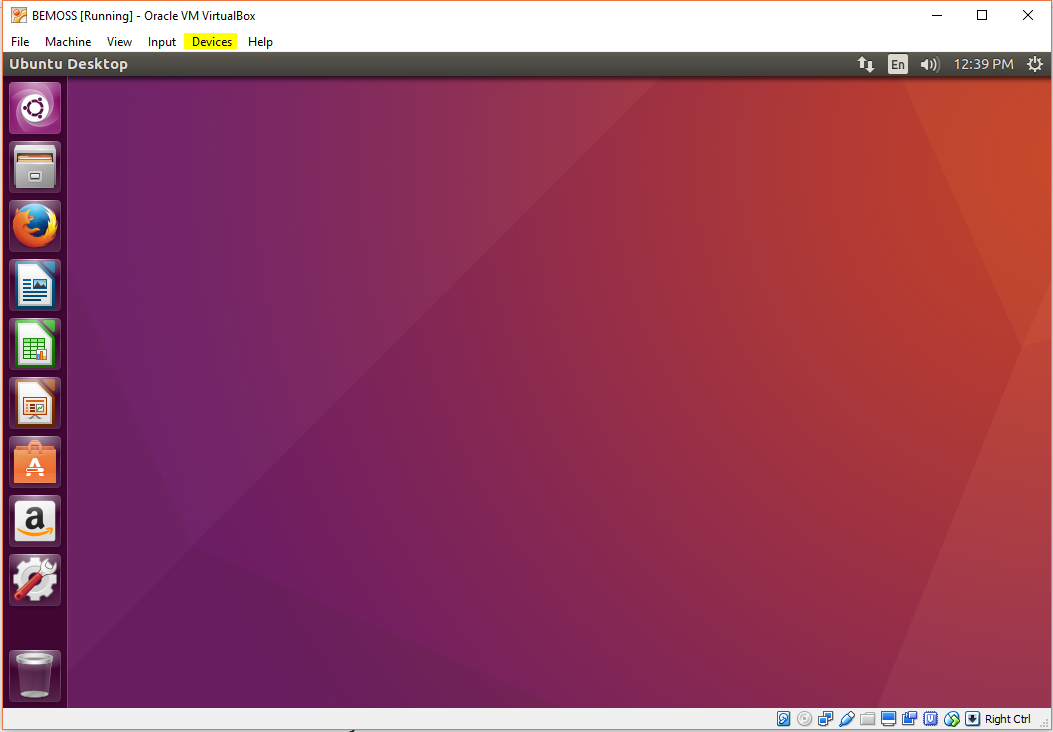 BEMOSS [Running] - Oracle VM VirtualBox
File Machine View Input Devices Help
Ubuntu Desktop En 12:39 PM
A
a
Right Ctrl